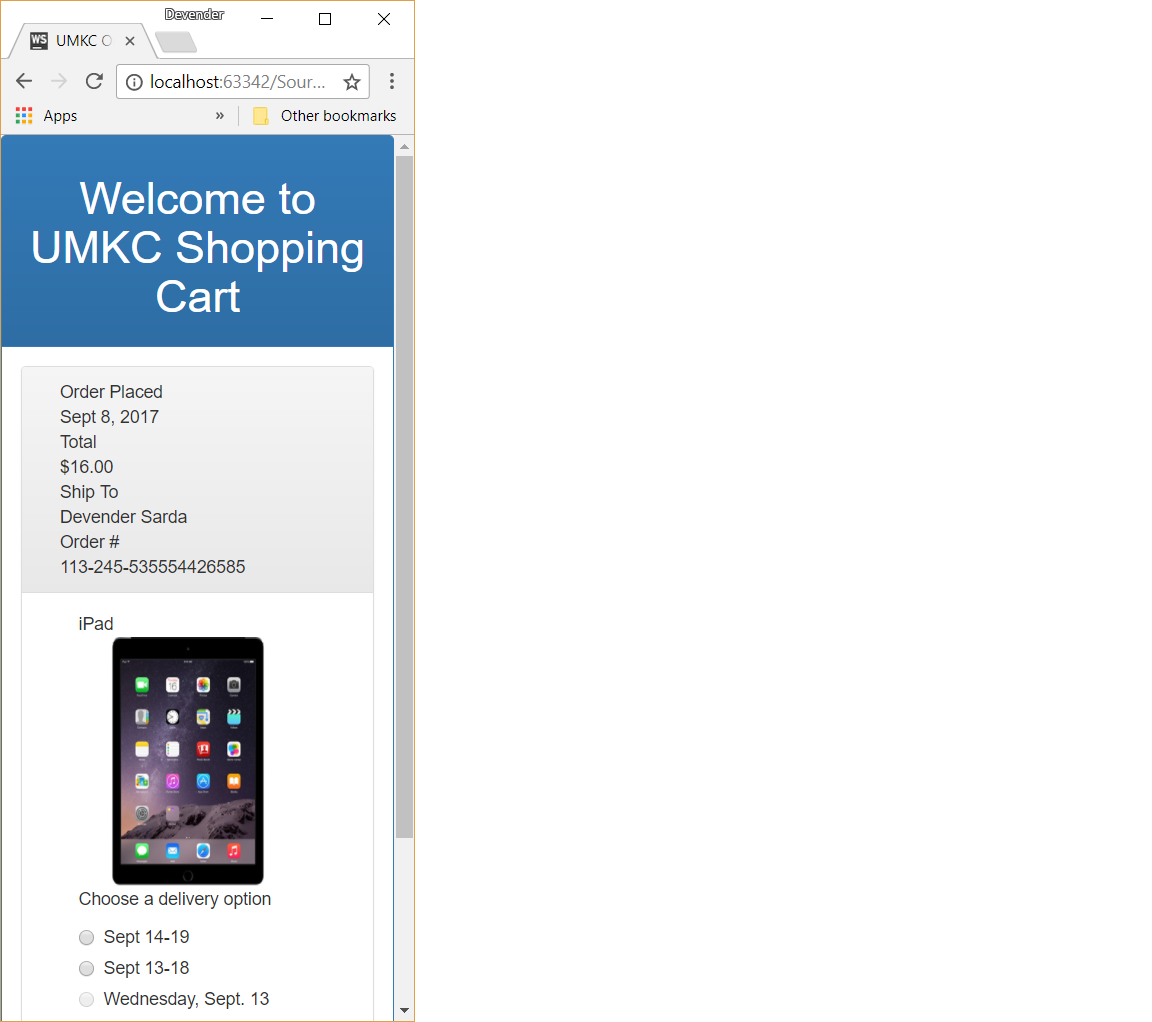 Devender
WS UMKC O
localhost:63342/Sour...
Apps » Other bookmarks
Welcome to
UMKC Shopping
Cart
Order Placed
Sept 8, 2017
Total
$16.00
Ship To
Devender Sarda
Order #
113-245-535554426585
iPad
Choose a delivery option
Sept 14-19
Sept 13-18
Wednesday, Sept. 13